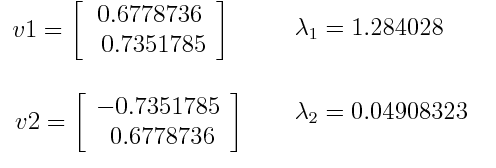 v1 = [ 0.6778736
0.7351785 ] λ₁ = 1.284028
v2 = [ −0.7351785
0.6778736 ] λ₂ = 0.04908323